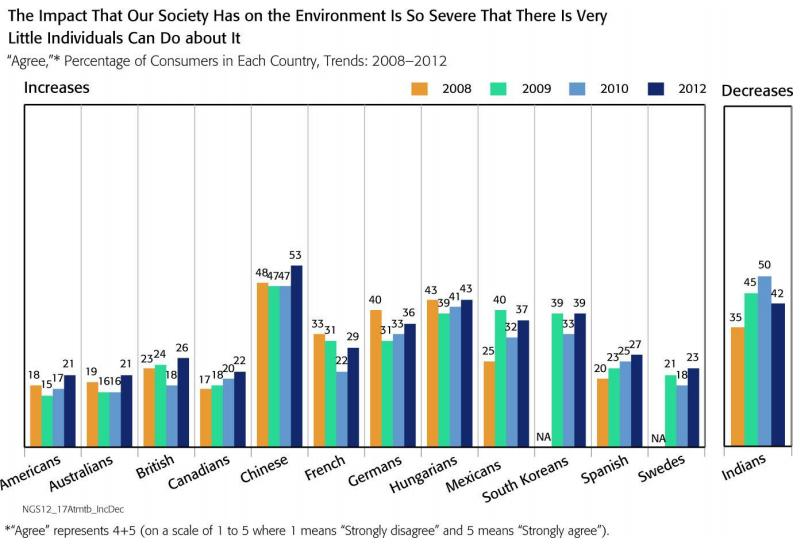 The Impact That Our Society Has on the Environment Is So Severe That There Is Very
Little Individuals Can Do about It
“Agree,”* Percentage of Consumers in Each Country, Trends: 2008–2012
Increases
2008 2009 2010 2012
Decreases
18 15 17 21
19 16 16 21
23 24 18 26
17 18 20 22
48 47 47 53
33 31 22 29
40 31 33 36
43 39 41 43
25 40 32 37
NA 39 33 39
20 23 25 27
NA 21 18 23
35 45 50 42
Americans Australians British Canadians Chinese French Germans Hungarians Mexicans South Koreans Spanish Swedes Indians
NGS12_17Atmtb_IncDec
*“Agree” represents 4+5 (on a scale of 1 to 5 where 1 means “Strongly disagree” and 5 means “Strongly agree”).